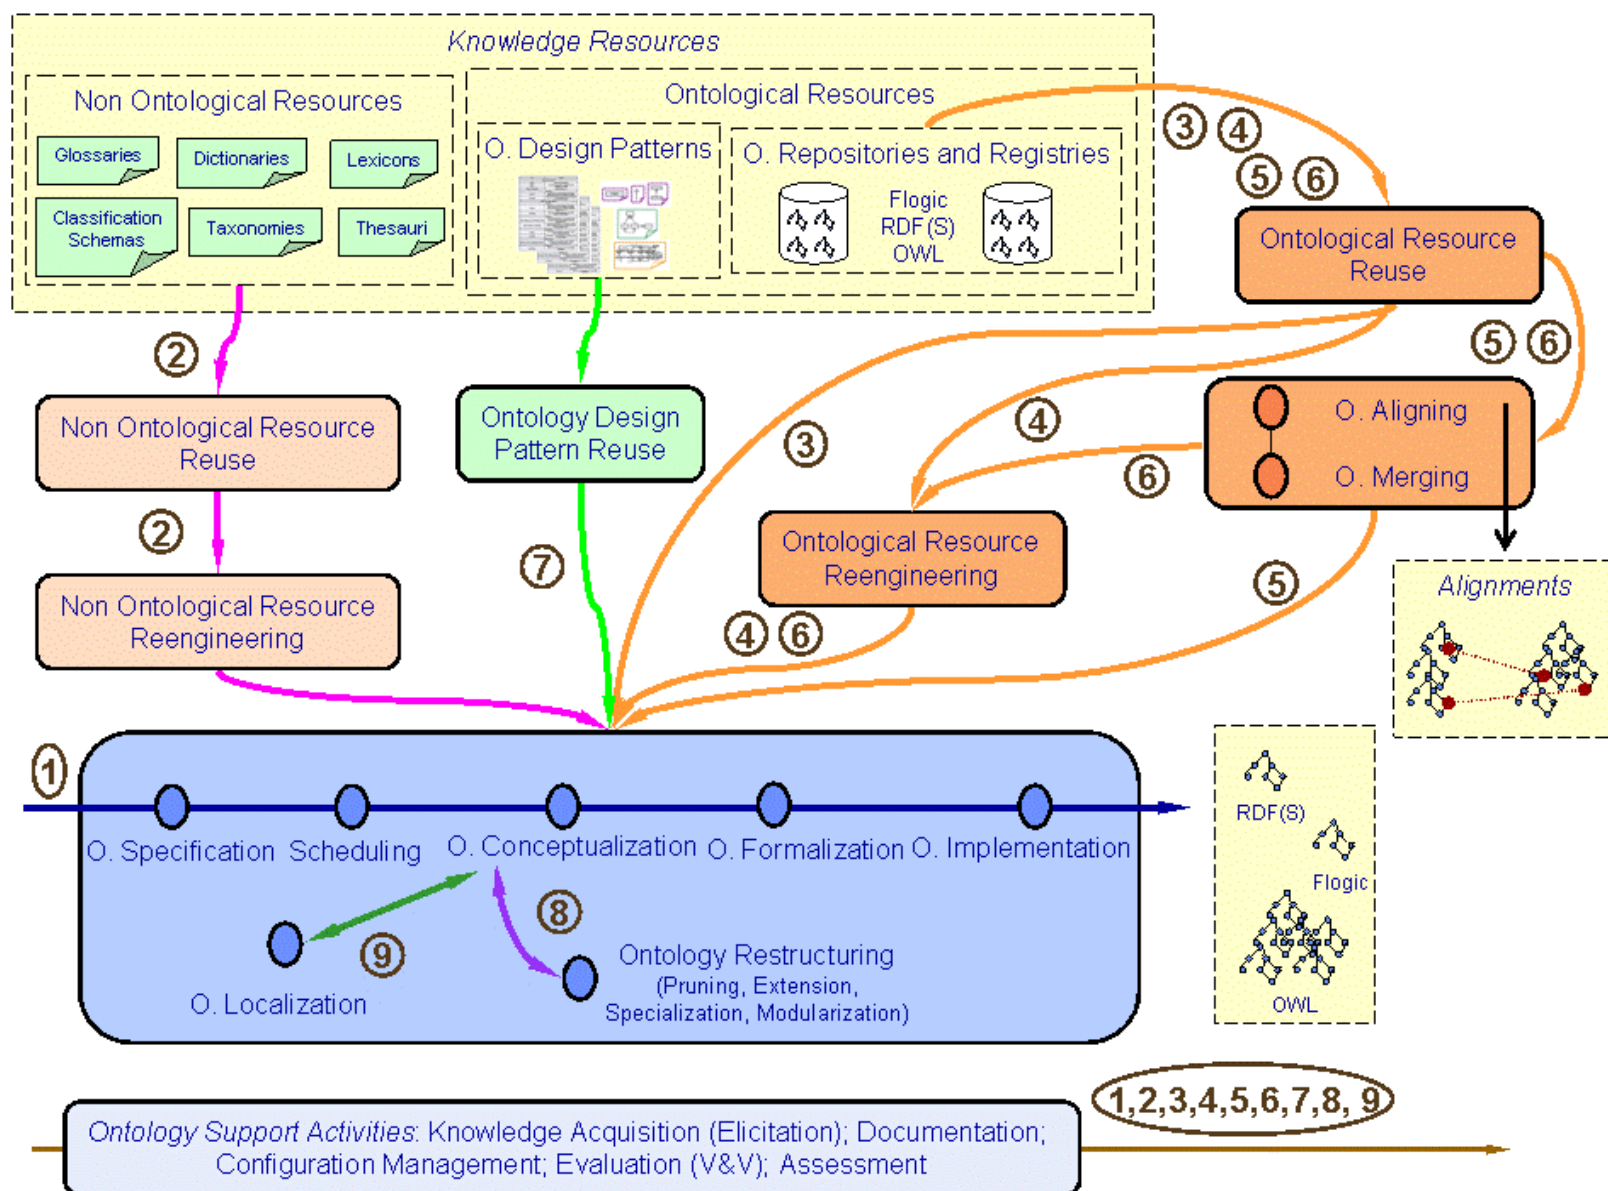 Knowledge Resources
Non Ontological Resources
Glossaries
Dictionaries
Lexicons
Classification
Schemas
Taxonomies
Thesauri
Ontological Resources
O. Design Patterns
O. Repositories and Registries
Flogic
RDF(S)
OWL
3 4
5 6
Ontological Resource
Reuse
5 6
2
Non Ontological Resource
Reuse
2
Non Ontological Resource
Reengineering
Ontology Design
Pattern Reuse
7
3
4
6
O. Aligning
O. Merging
Ontological Resource
Reengineering
4 6
5
Alignments
1
O. Specification
Scheduling
O. Conceptualization
O. Formalization
O. Implementation
9
8
O. Localization
Ontology Restructuring
(Pruning, Extension,
Specialization, Modularization)
RDF(S)
Flogic
OWL
1,2,3,4,5,6,7,8, 9
Ontology Support Activities: Knowledge Acquisition (Elicitation); Documentation;
Configuration Management; Evaluation (V&V); Assessment